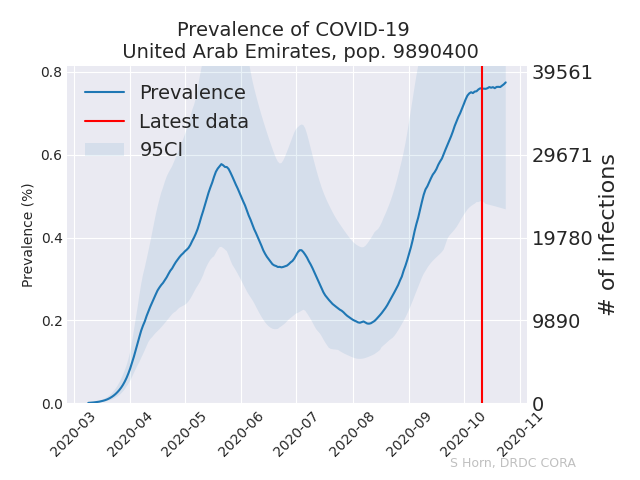 Prevalence of COVID-19
United Arab Emirates, pop. 9890400
Prevalence
Latest data
95CI
Prevalence (%)
0.8
0.6
0.4
0.2
0.0
39561
29671
19780
9890
0
# of infections
2020-03
2020-04
2020-05
2020-06
2020-07
2020-08
2020-09
2020-10
2020-11
S Horn, DRDC CORA